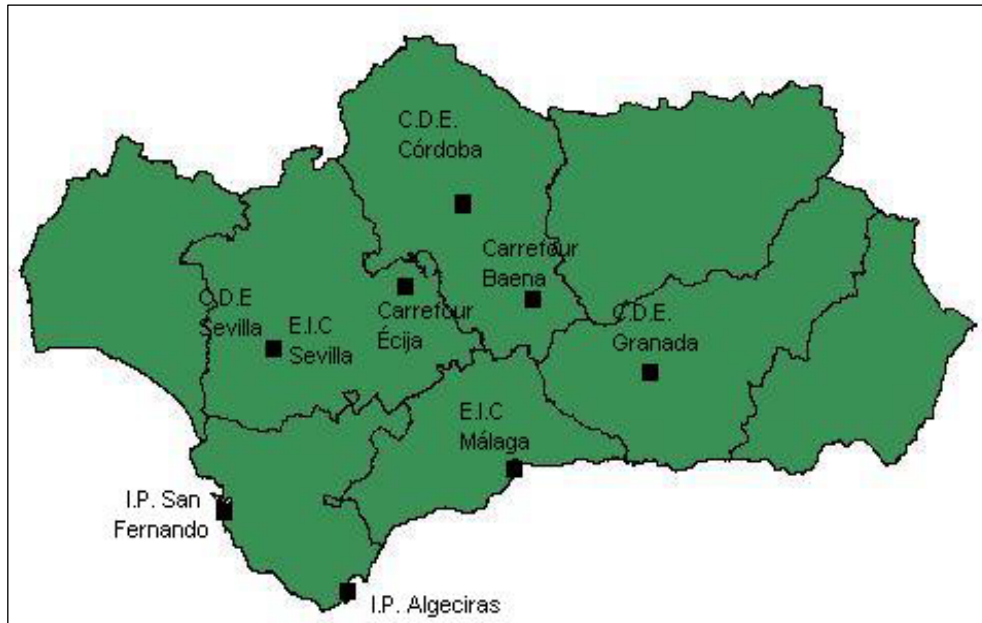 C.D.E.
Córdoba
Carrefour
Baena
C.D.E
Sevilla
E.I.C
Sevilla
Carrefour
Écija
C.D.E.
Granada
E.I.C
Málaga
I.P. San
Fernando
I.P. Algeciras